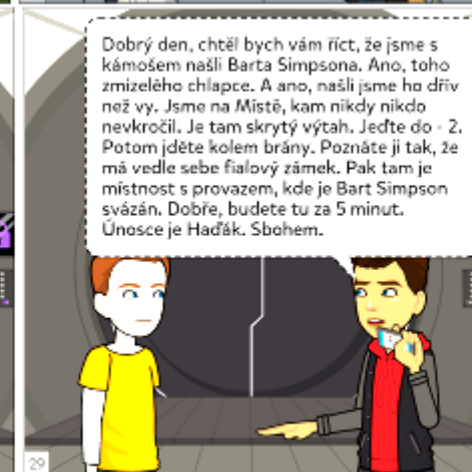 Dobrý den, chtěl bych vám říct, že jsme s
kámošem našli Barta Simpsona. Ano, toho
zmizelého chlapce. A ano, našli jsme ho dřív
než vy. Jsme na Místě, kam nikdy nikdo
nevkročil. Je tam skrytý výtah. Jeďte do - 2.
Potom jděte kolem brány. Poznáte ji tak, že
má vedle sebe fialový zámek. Pak tam je
místnost s provazem, kde je Bart Simpson
svázán. Dobře, budete tu za 5 minut.
Únosce je Haďák. Sbohem.
29